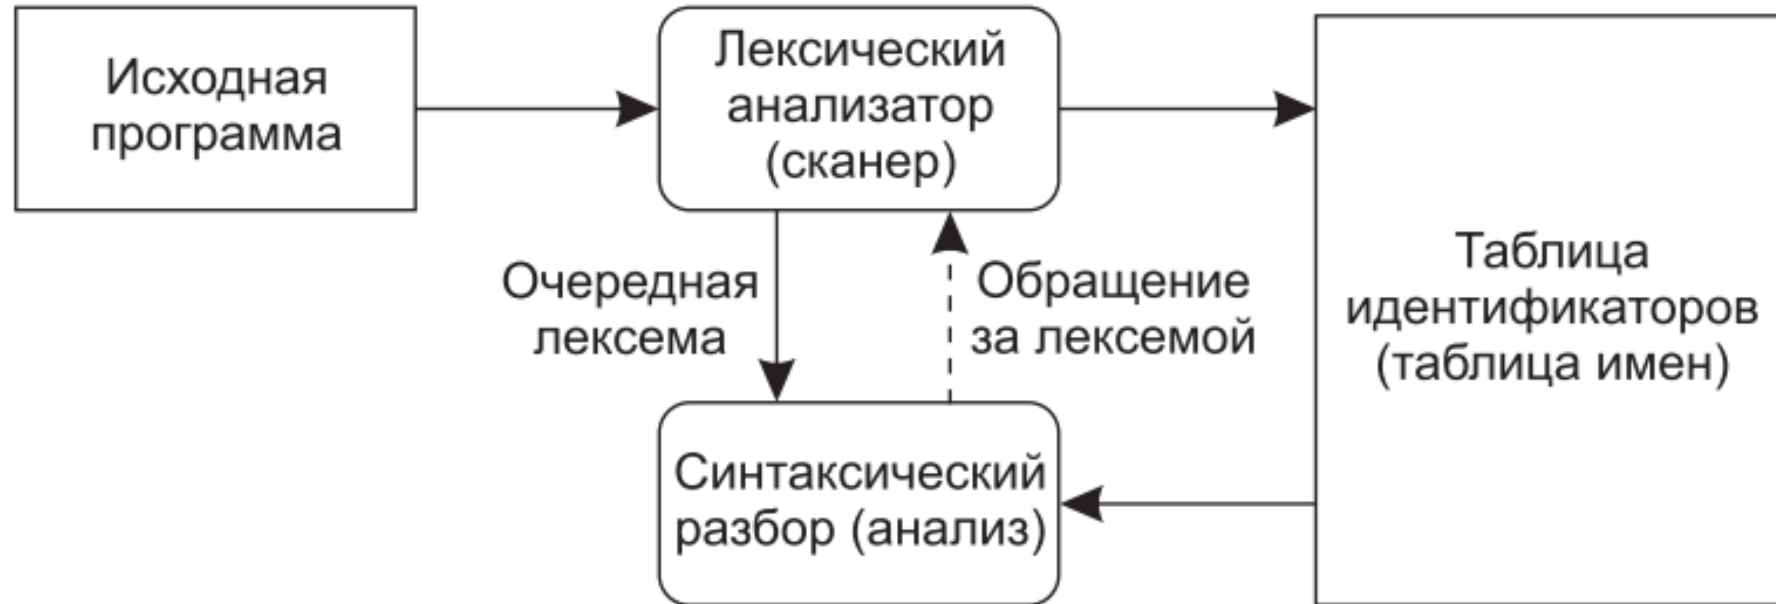 Исходная
программа
Лексический
анализатор
(сканер)
Очередная
лексема
Обращение
за лексемой
Таблица
идентификаторов
(таблица имен)
Синтаксический
разбор (анализ)